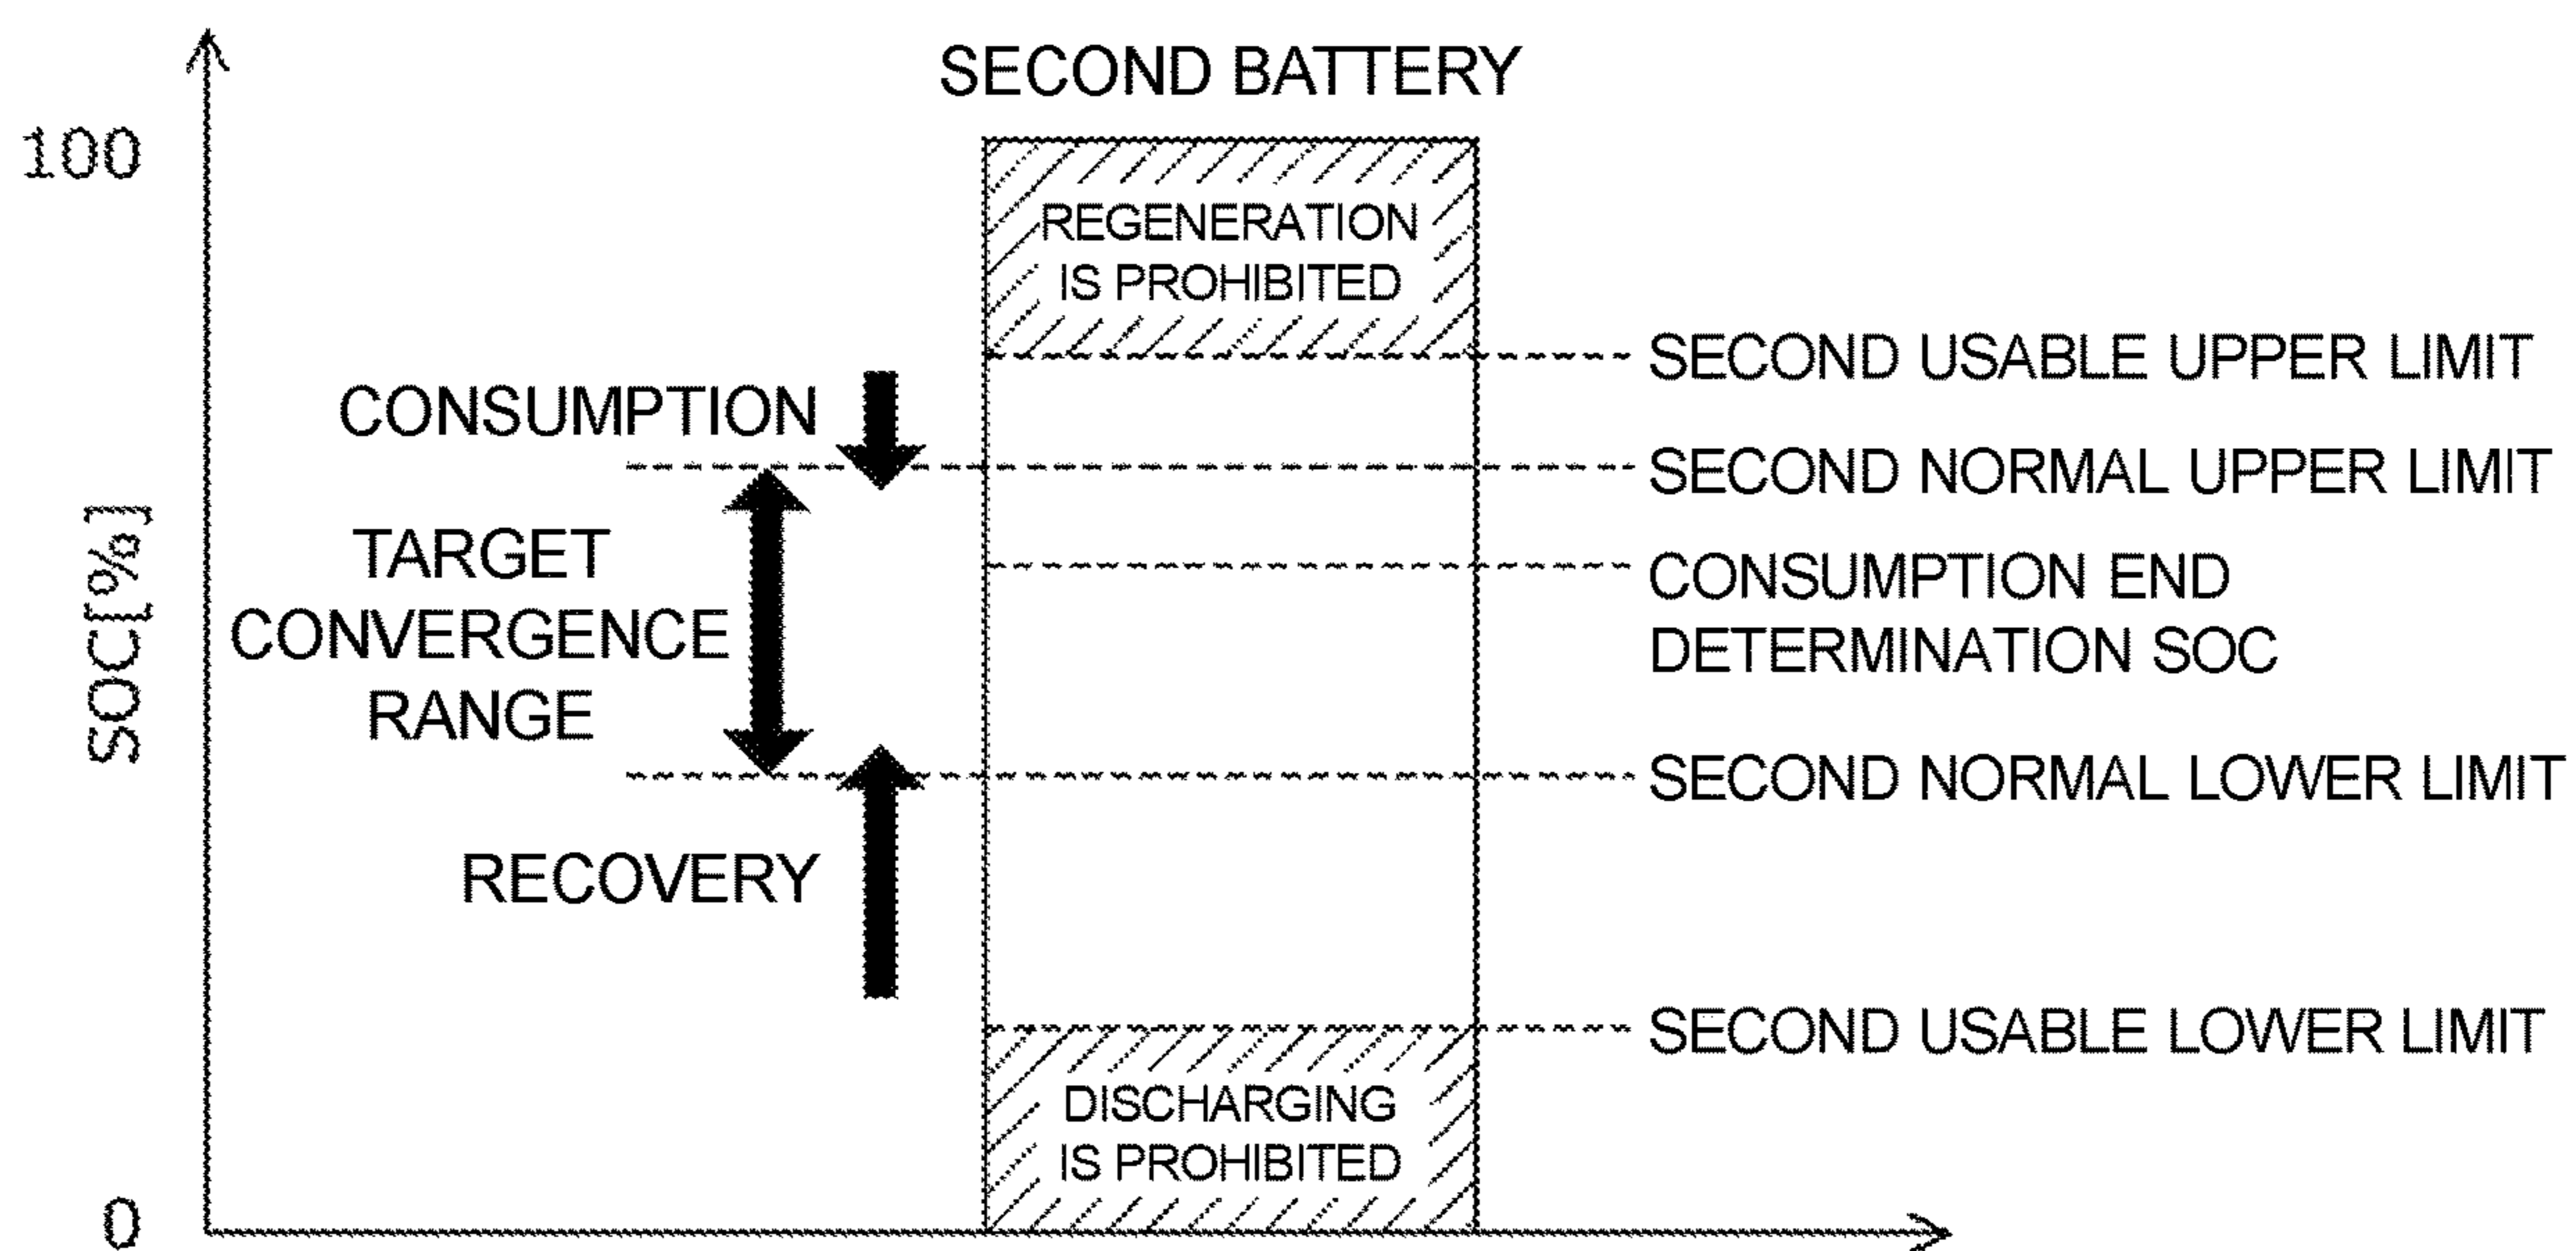 SECOND BATTERY
100
REGENERATION
IS PROHIBITED
SECOND USABLE UPPER LIMIT
CONSUMPTION
SECOND NORMAL UPPER LIMIT
TARGET
CONVERGENCE
RANGE
CONSUMPTION END
DETERMINATION SOC
SOC[%]
SECOND NORMAL LOWER LIMIT
RECOVERY
SECOND USABLE LOWER LIMIT
DISCHARGING
IS PROHIBITED
0